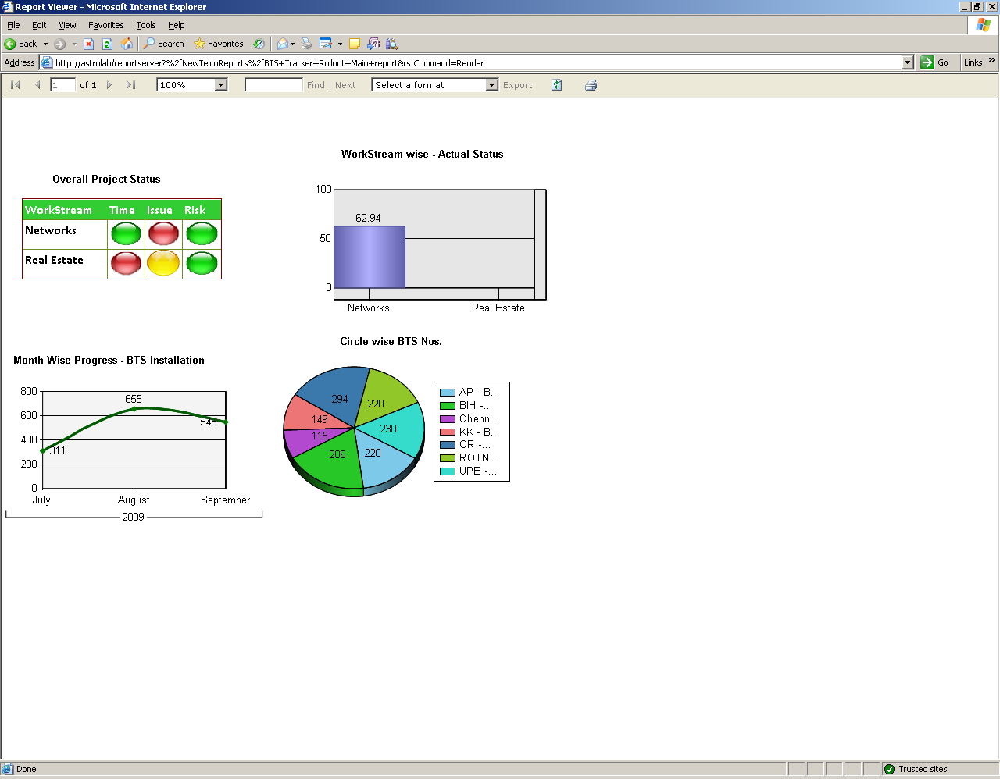 Report Viewer - Microsoft Internet Explorer
File Edit View Favorites Tools Help
Back Search Favorites
Address http://astrolab/reportserver?%2fNewTelcoReports%2fBTS+Tracker+Rollout+Main+report&rs:Command=Render Go Links »
1 of 1 100% Find | Next Select a format Export
WorkStream wise - Actual Status
100
50
0
62.94
Networks Real Estate
Overall Project Status
WorkStream Time Issue Risk
Networks
Real Estate
Circle wise BTS Nos.
294
220
149
230
115
286
220
AP - B...
BIH -...
Chenn...
KK - B...
OR -...
ROTN...
UPE -...
Month Wise Progress - BTS Installation
800
600
400
200
0
655
548
311
July August September
2009
Done Trusted sites